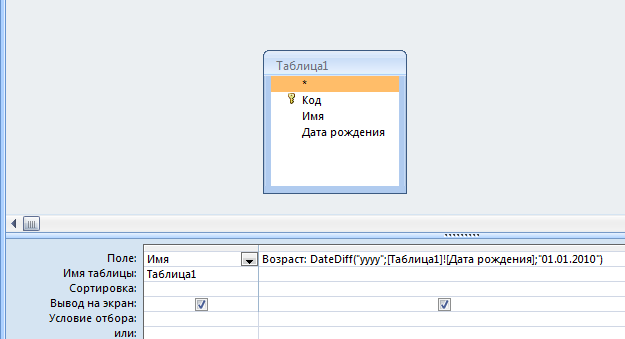 Таблица1
*
Код
Имя
Дата рождения
Поле: Имя Возраст: DateDiff("yyyy";[Таблица1]![Дата рождения];"01.01.2010")
Имя таблицы: Таблица1
Сортировка:
Вывод на экран:
Условие отбора:
или: